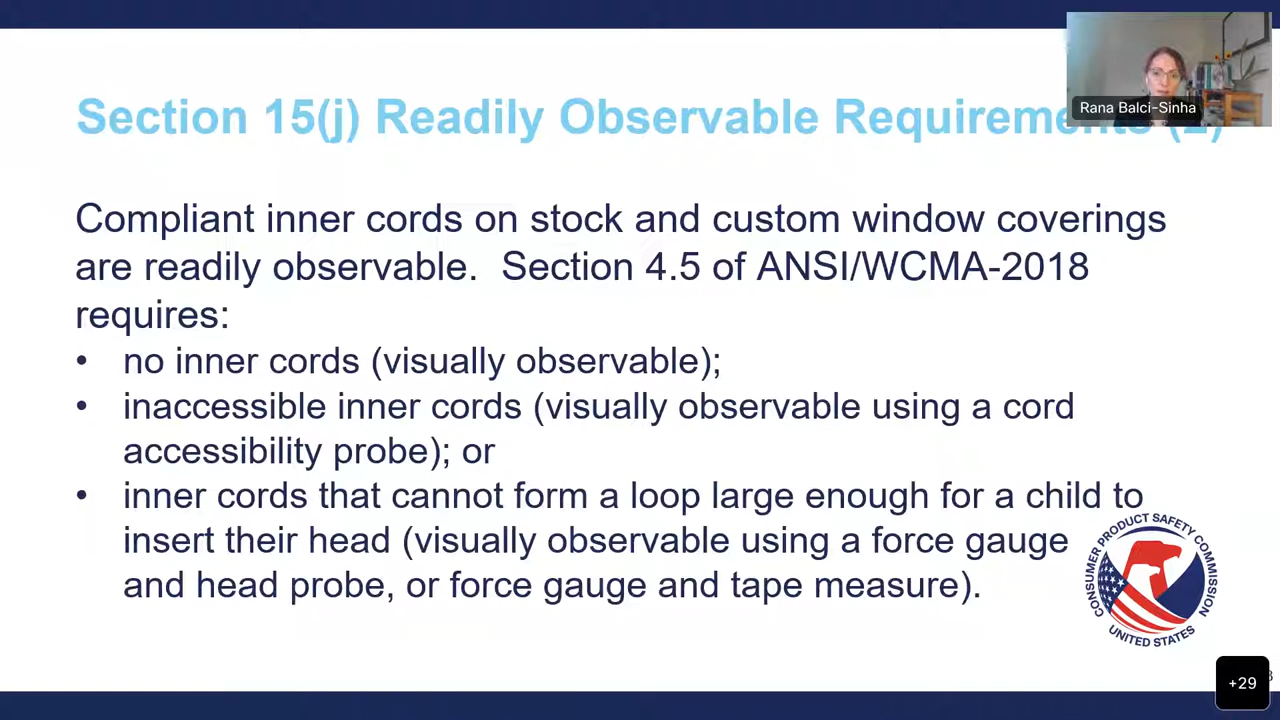 Section 15(j) Readily Observable Requirements (2)
Rana Balci-Sinha
Compliant inner cords on stock and custom window coverings
are readily observable. Section 4.5 of ANSI/WCMA-2018
requires:
• no inner cords (visually observable);
• inaccessible inner cords (visually observable using a cord
accessibility probe); or
• inner cords that cannot form a loop large enough for a child to
insert their head (visually observable using a force gauge
and head probe, or force gauge and tape measure).
CONSUMER PRODUCT SAFETY COMMISSION
UNITED STATES
+29